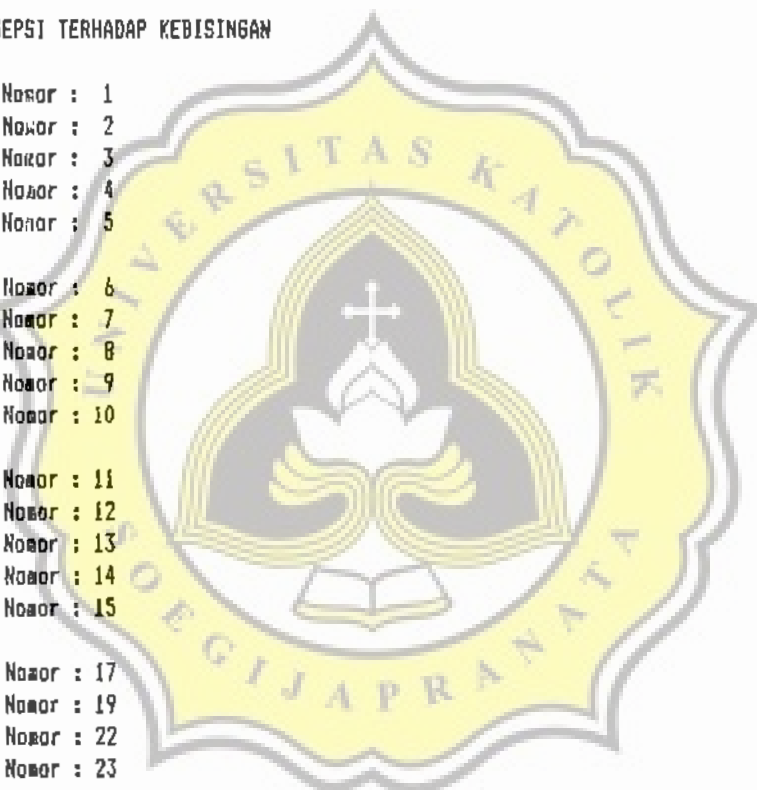 EPSI TERHADAP KEBISINGAN
Nomor : 1
Nomor : 2
Nomor : 3
Nomor : 4
Nomor : 5
Nomor : 6
Nomor : 7
Nomor : 8
Nomor : 9
Nomor : 10
Nomor : 11
Nomor : 12
Nomor : 13
Nomor : 14
Nomor : 15
Nomor : 17
Nomor : 19
Nomor : 22
Nomor : 23
UNIVERSITAS KATOLIK
SOEGIJAPRANATA